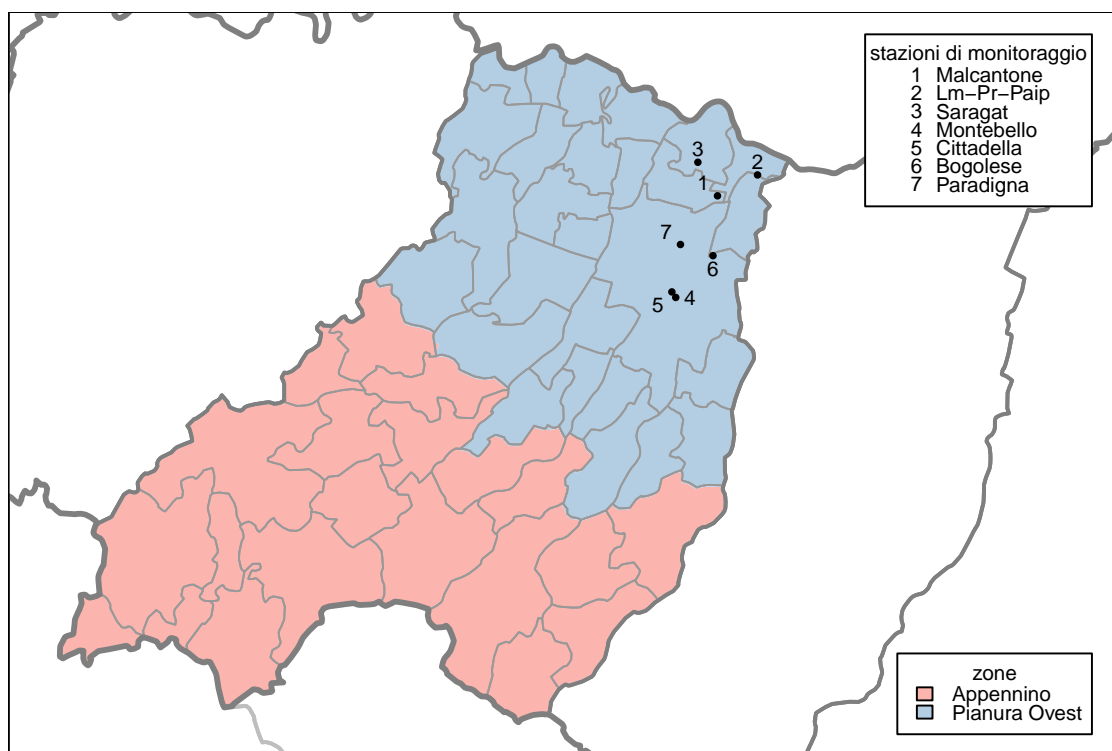 stazioni di monitoraggio
1 Malcantone
2 Lm−Pr−Paip
3 Saragat
4 Montebello
5 Cittadella
6 Bogolese
7 Paradigna
3
2
1
7
6
5
4
zone
Appennino
Pianura Ovest